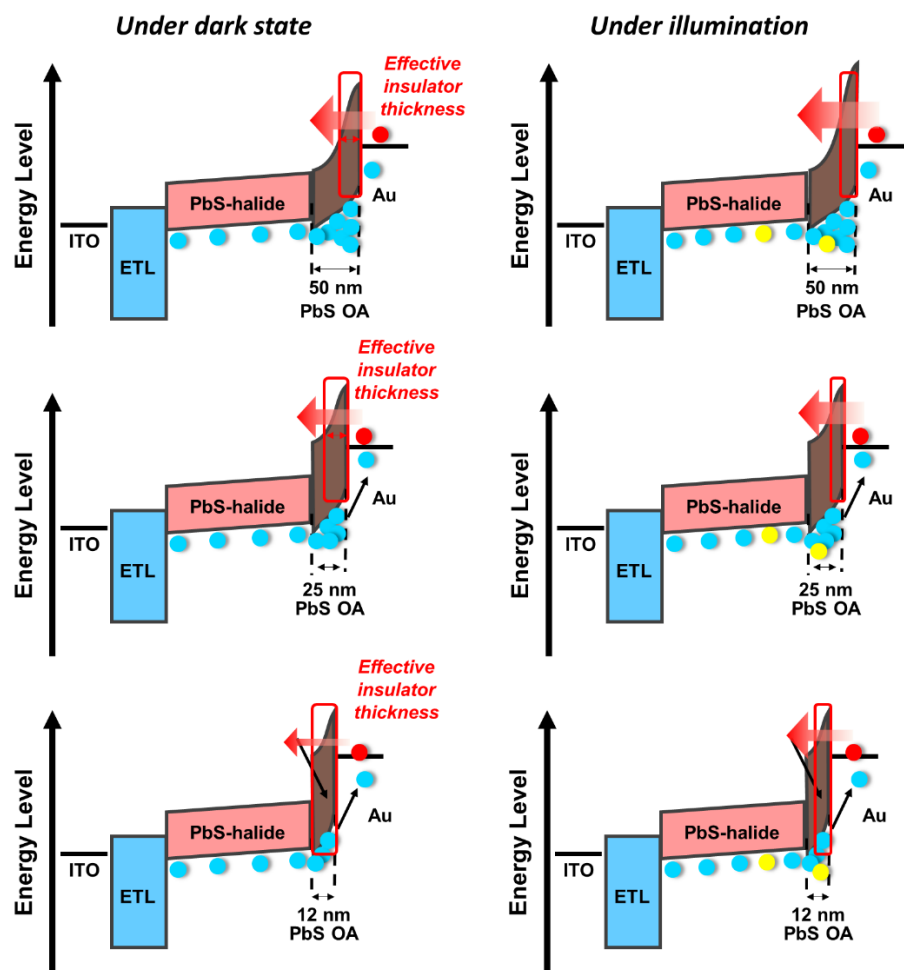 Under dark state
Under illumination
Effective
insulator
thickness
Energy Level
PbS-halide
Au
ITO
ETL
50 nm
PbS OA
Energy Level
PbS-halide
Au
ITO
ETL
50 nm
PbS OA
Effective
insulator
thickness
Energy Level
PbS-halide
Au
ITO
ETL
25 nm
PbS OA
Energy Level
PbS-halide
Au
ITO
ETL
25 nm
PbS OA
Effective
insulator
thickness
Energy Level
PbS-halide
Au
ITO
ETL
12 nm
PbS OA
Energy Level
PbS-halide
Au
ITO
ETL
12 nm
PbS OA